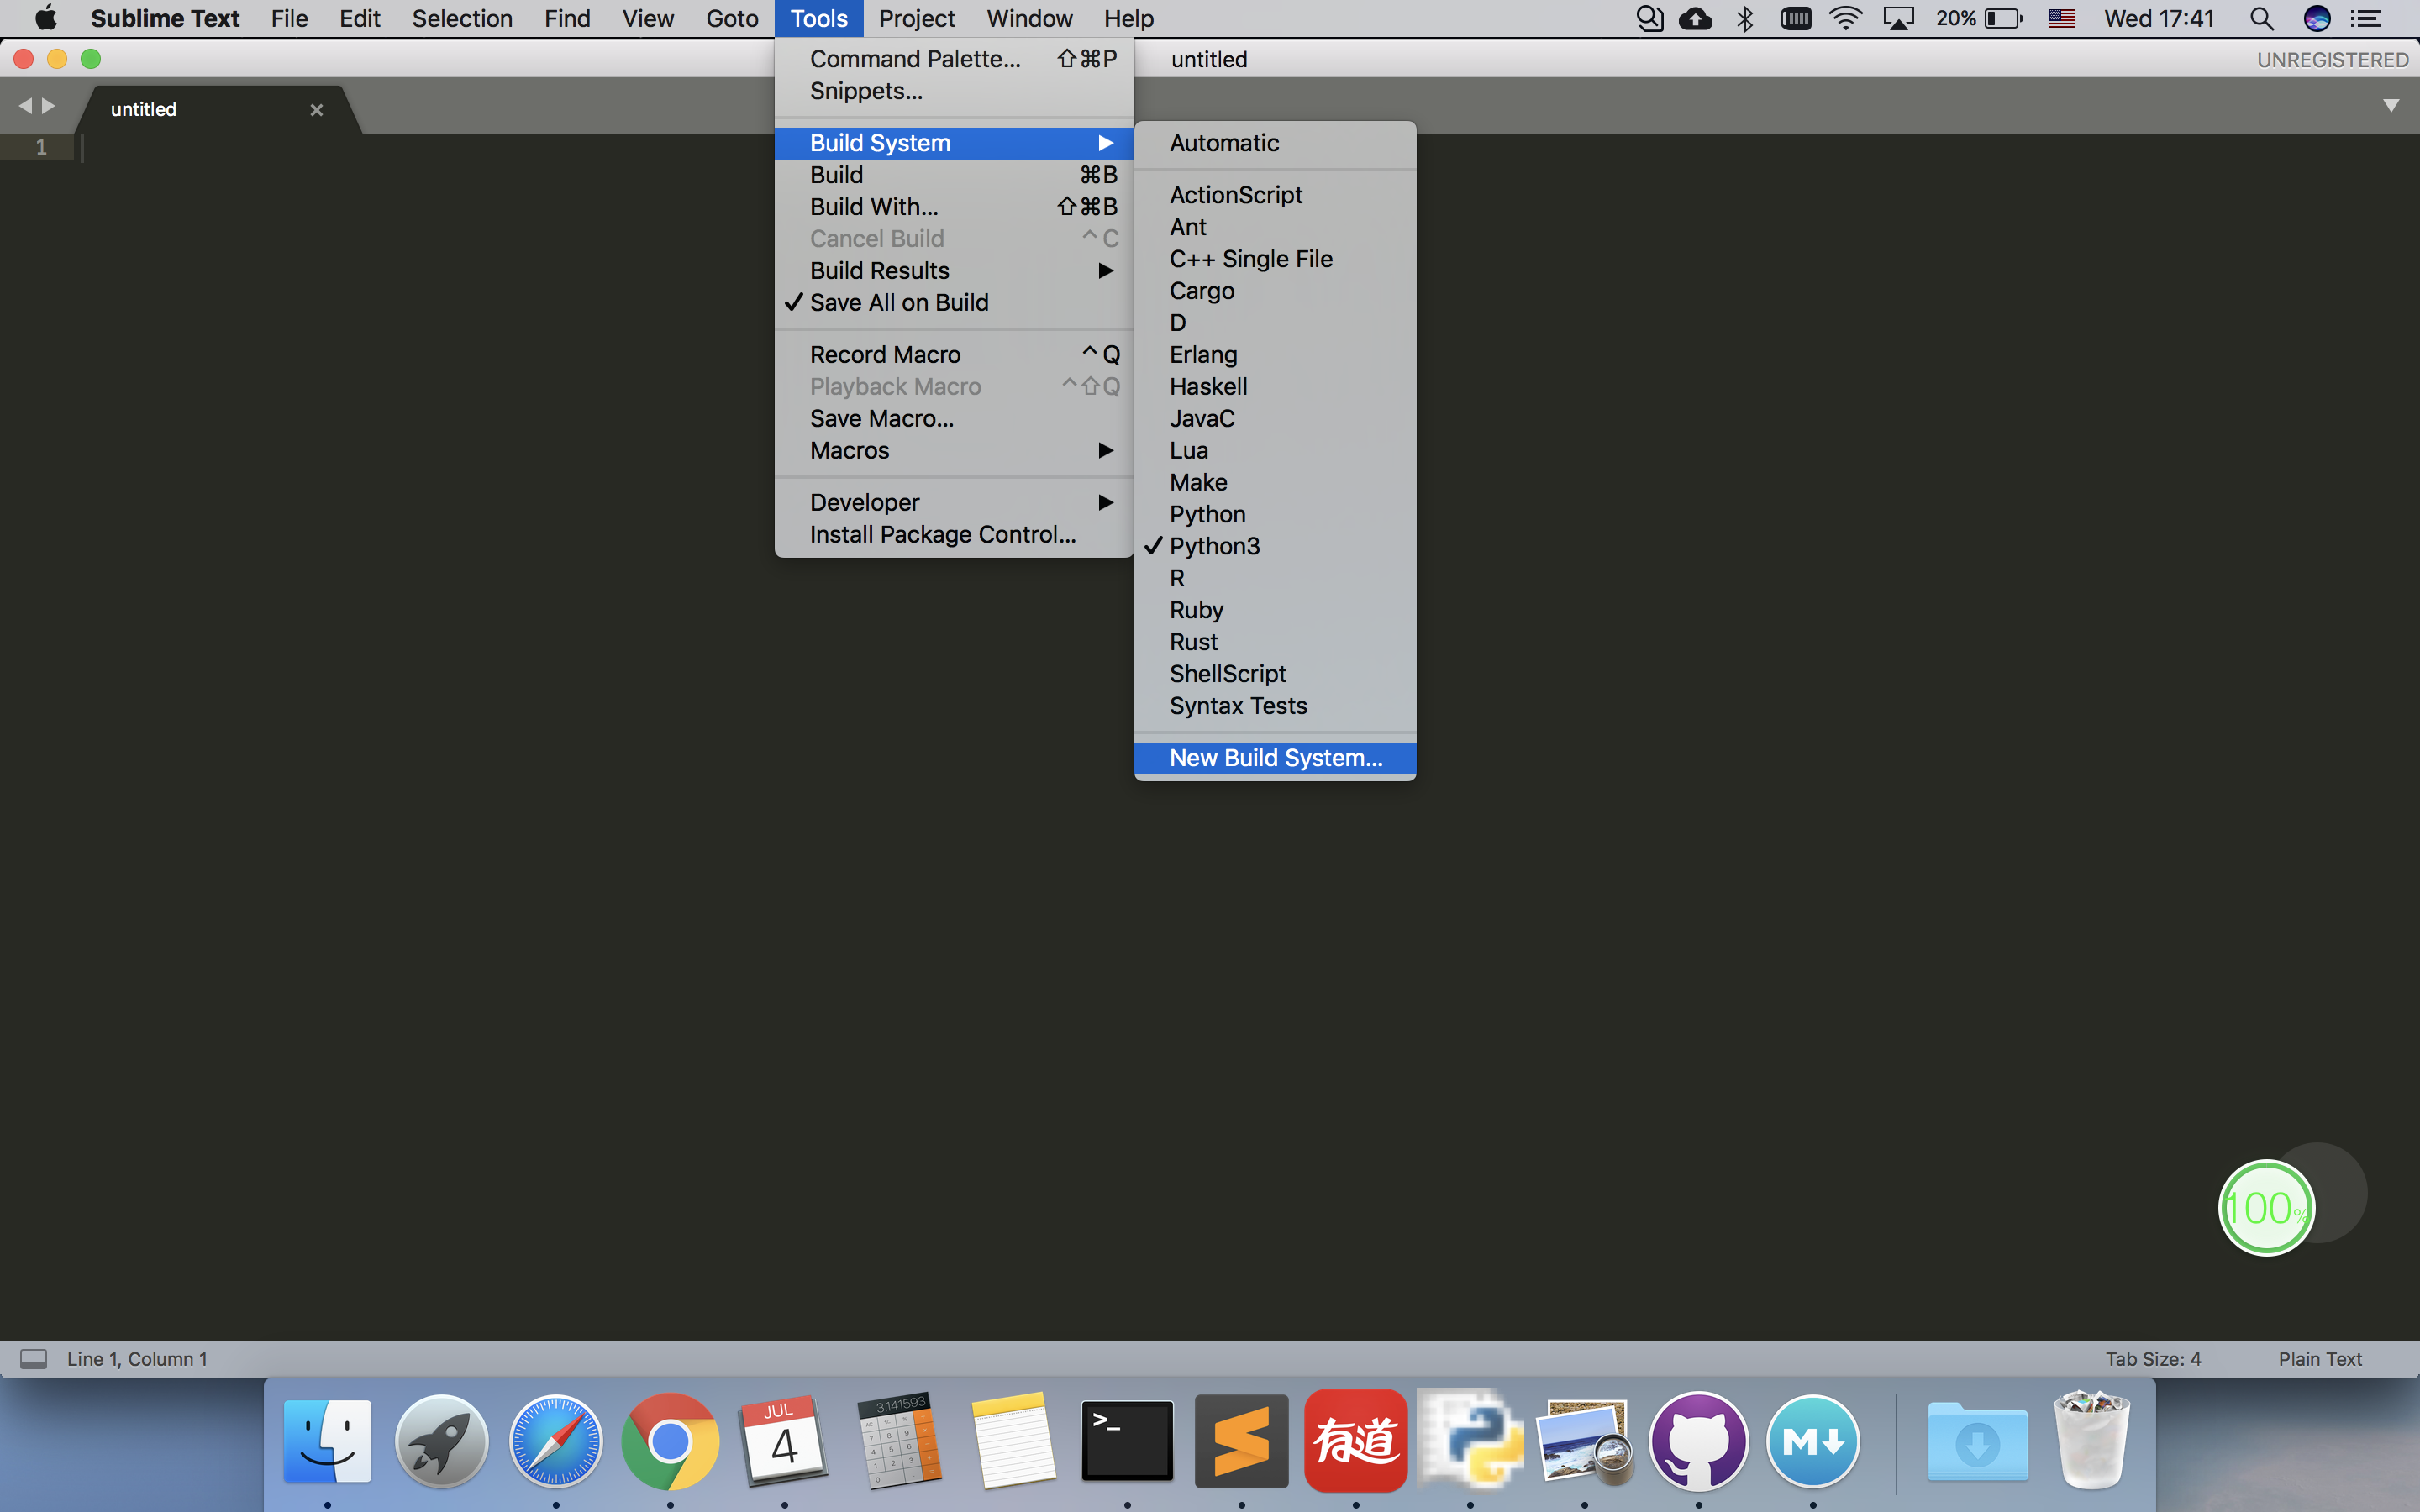 Sublime Text File Edit Selection Find View Goto Tools Project Window Help 20% Wed 17:41
untitled UNREGISTERED
untitled
1
Command Palette... ⇧⌘P
Snippets...
Build System
Build ⌘B
Build With... ⇧⌘B
Cancel Build ^C
Build Results
Save All on Build
Record Macro ^Q
Playback Macro ^⇧Q
Save Macro...
Macros
Developer
Install Package Control...
Automatic
ActionScript
Ant
C++ Single File
Cargo
D
Erlang
Haskell
JavaC
Lua
Make
Python
Python3
R
Ruby
Rust
ShellScript
Syntax Tests
New Build System...
100%
Line 1, Column 1 Tab Size: 4 Plain Text
JUL
4
3.141593
>_
有道
M